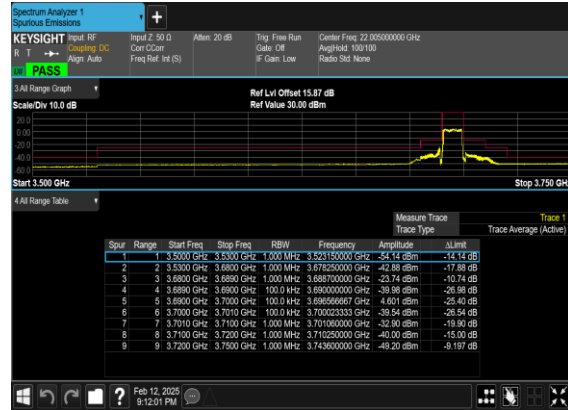 Spectrum Analyzer 1
Spurious Emissions
KEYSIGHT Input: RF Input Z: 50 Ω Atten: 20 dB Trig: Free Run Center Freq: 22.005000000 GHz
R T Coupling: DC Corr CCorr Gate: Off Avg|Hold: 100/100
Align: Auto Freq Ref: Int (S) IF Gain: Low Radio Std: None
PASS
3 All Range Graph Ref Lvl Offset 15.87 dB
Scale/Div 10.0 dB Ref Value 30.00 dBm
20.0
0.00
-20.0
-40.0
-60.0
Start 3.500 GHz Stop 3.750 GHz
4 All Range Table
Measure Trace Trace 1
Trace Type Trace Average (Active)
Spur Range Start Freq Stop Freq RBW Frequency Amplitude ΔLimit
1 1 3.5000 GHz 3.5300 GHz 1.000 MHz 3.523150000 GHz -54.14 dBm -14.14 dB
2 2 3.5300 GHz 3.6800 GHz 1.000 MHz 3.678250000 GHz -42.88 dBm -17.88 dB
3 3 3.6800 GHz 3.6890 GHz 1.000 MHz 3.688700000 GHz -23.74 dBm -10.74 dB
4 4 3.6890 GHz 3.6900 GHz 100.0 kHz 3.690000000 GHz -39.98 dBm -26.98 dB
5 5 3.6900 GHz 3.7000 GHz 100.0 kHz 3.696566667 GHz 4.601 dBm -25.40 dB
6 6 3.7000 GHz 3.7010 GHz 100.0 kHz 3.700023333 GHz -39.54 dBm -26.54 dB
7 7 3.7010 GHz 3.7100 GHz 1.000 MHz 3.701060000 GHz -32.90 dBm -19.90 dB
8 8 3.7100 GHz 3.7200 GHz 1.000 MHz 3.710250000 GHz -40.00 dBm -15.00 dB
9 9 3.7200 GHz 3.7500 GHz 1.000 MHz 3.743600000 GHz -49.20 dBm -9.197 dB
Feb 12, 2025
9:12:01 PM